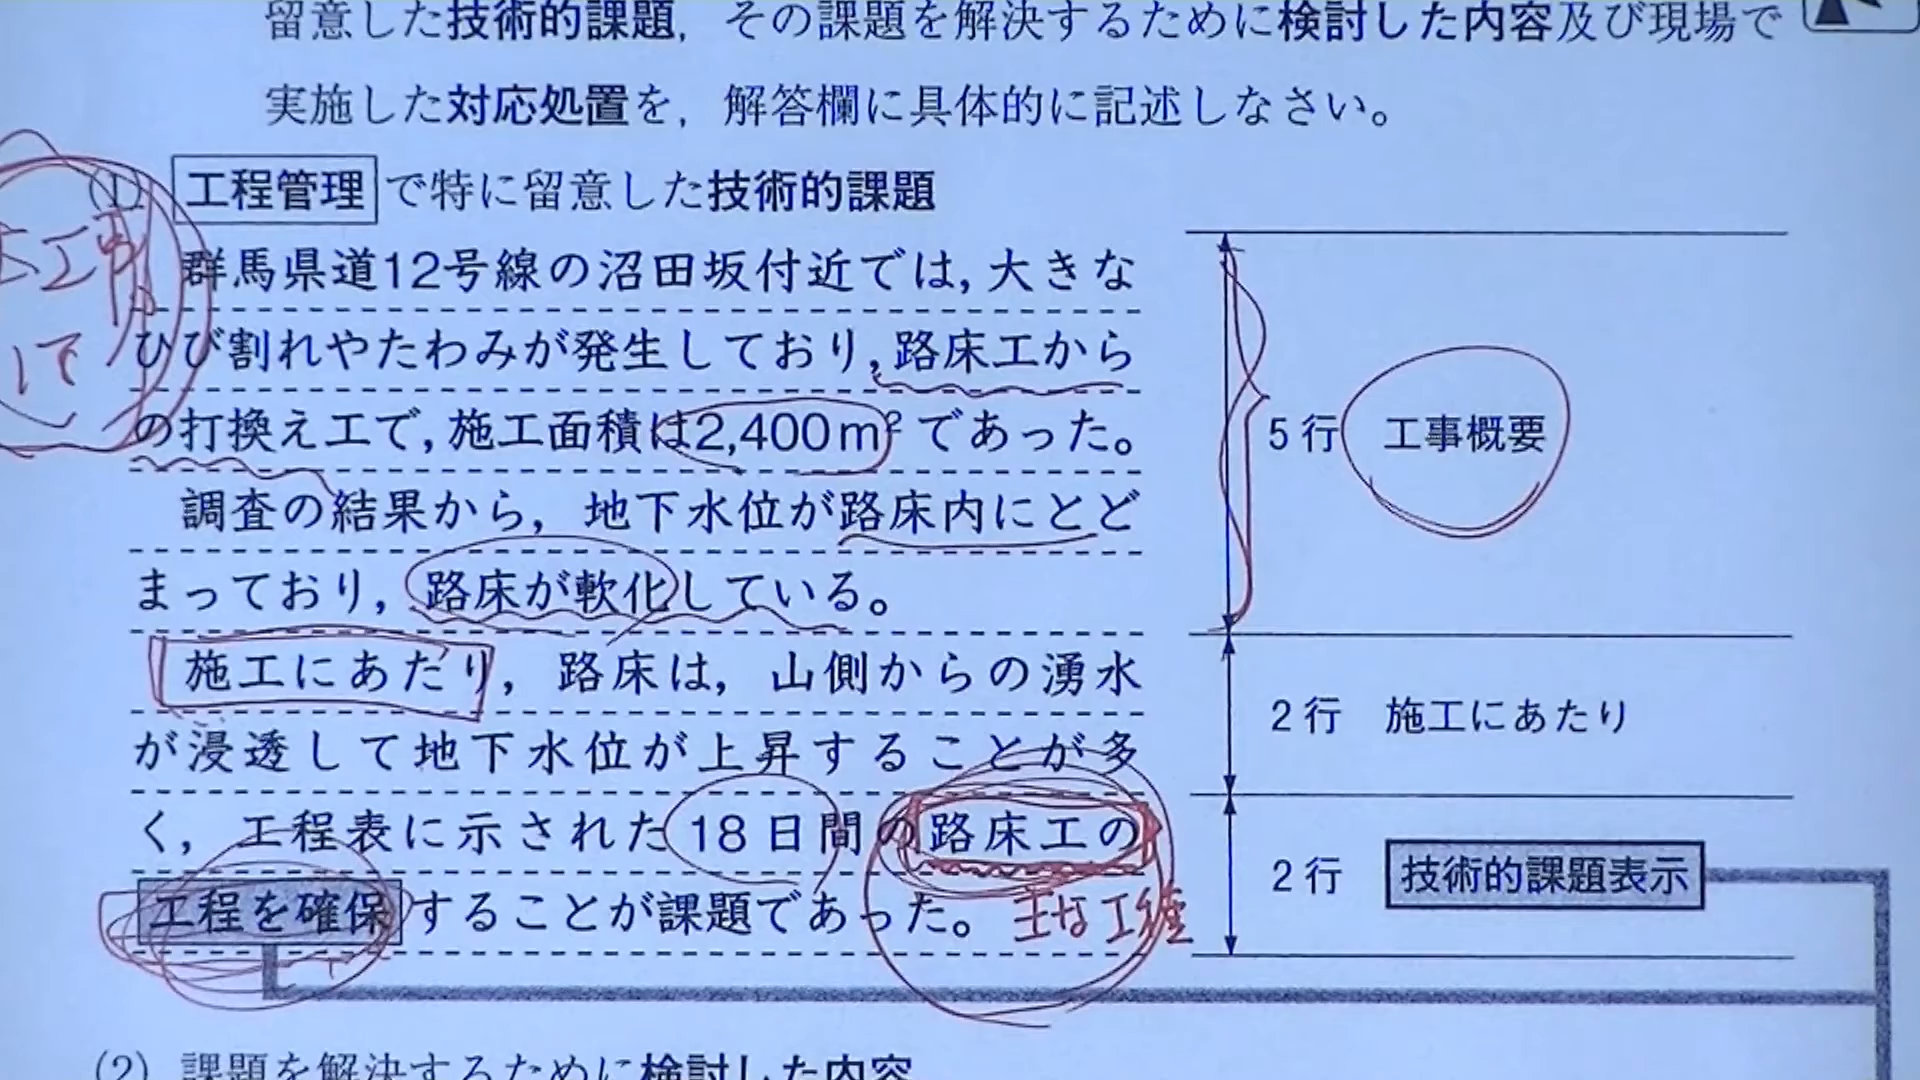 留意した技術的課題，その課題を解決するために検討した内容及び現場で
実施した対応処置を，解答欄に具体的に記述しなさい。
(1) 工程管理で特に留意した技術的課題
群馬県道12号線の沼田坂付近では,大きな
ひび割れやたわみが発生しており,路床工から
の打換え工で,施工面積は2,400m²であった。
調査の結果から，地下水位が路床内にとど
まっており，路床が軟化している。
施工にあたり，路床は，山側からの湧水
が浸透して地下水位が上昇することが多
く，工程表に示された18日間の路床工の
工程を確保することが課題であった。
主な工種
5行 工事概要
2行 施工にあたり
2行 技術的課題表示
(2) 課題を解決するために検討した内容